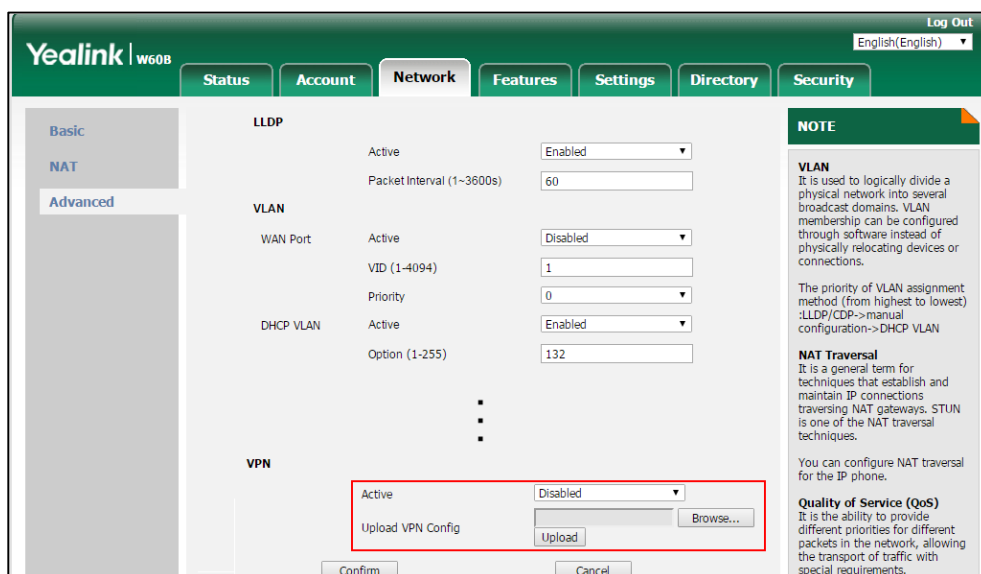 Log Out
English(English)
Yealink W60B
Status Account Network Features Settings Directory Security
Basic
NAT
Advanced
LLDP
Active Enabled
Packet Interval (1~3600s) 60
VLAN
WAN Port Active Disabled
VID (1-4094) 1
Priority 0
DHCP VLAN Active Enabled
Option (1-255) 132
VPN
Active Disabled
Upload VPN Config Browse...
Upload
Confirm Cancel
NOTE
VLAN
It is used to logically divide a
physical network into several
broadcast domains. VLAN
membership can be configured
through software instead of
physically relocating devices or
connections.
The priority of VLAN assignment
method (from highest to lowest)
:LLDP/CDP->manual
configuration->DHCP VLAN
NAT Traversal
It is a general term for
techniques that establish and
maintain IP connections
traversing NAT gateways. STUN
is one of the NAT traversal
techniques.
You can configure NAT traversal
for the IP phone.
Quality of Service (QoS)
It is the ability to provide
different priorities for different
packets in the network, allowing
the transport of traffic with
special requirements.